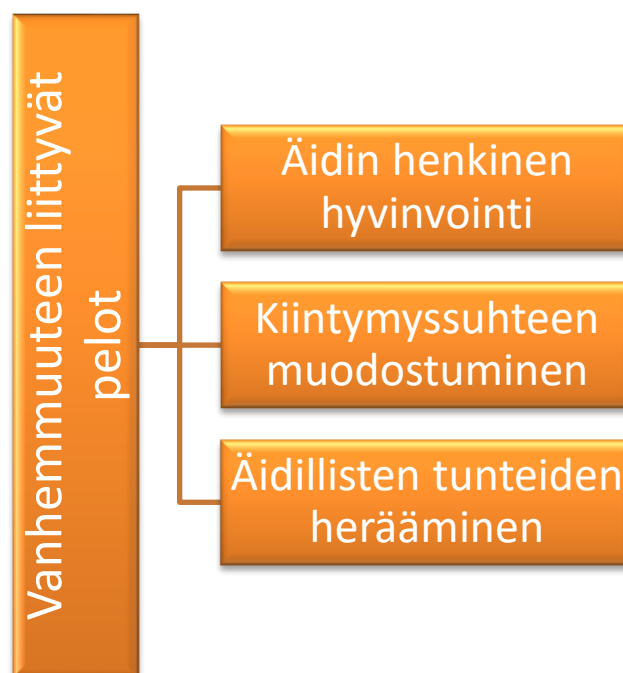 Vanhemmuuteen liittyvät
pelot
Äidin henkinen
hyvinvointi
Kiintymyssuhteen
muodostuminen
Äidillisten tunteiden
herääminen